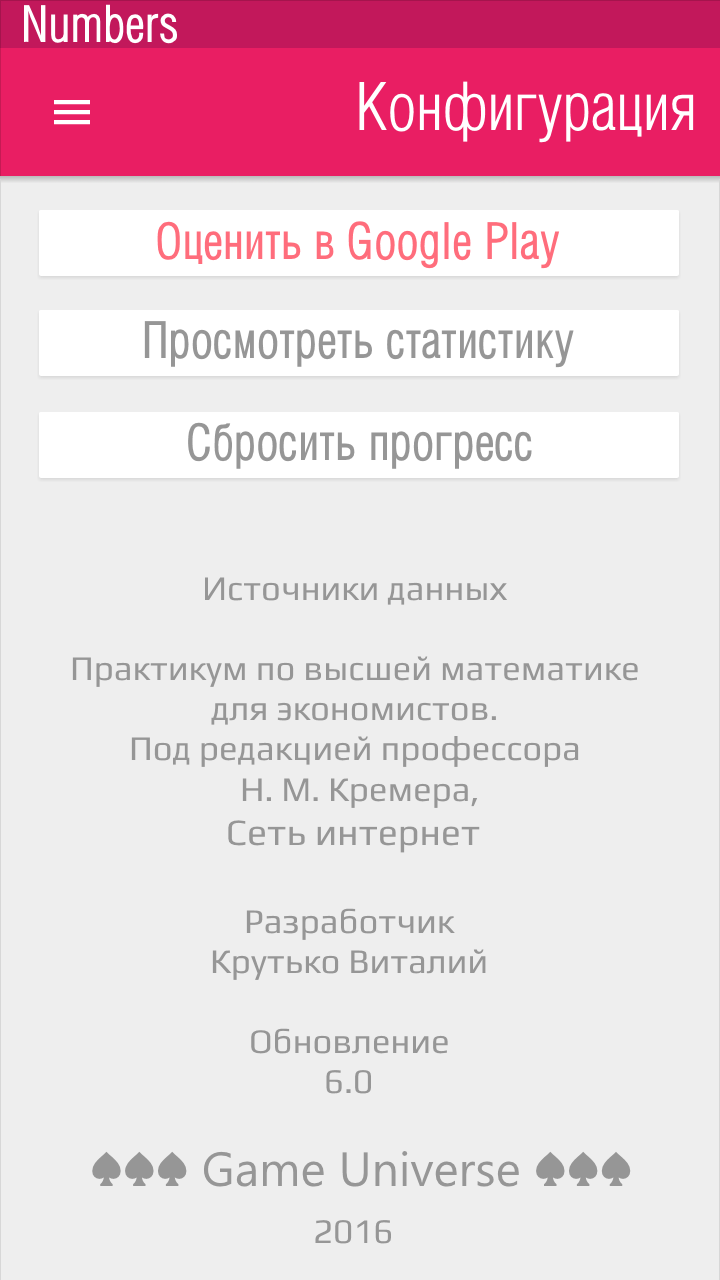 Numbers
Конфигурация
Оценить в Google Play
Просмотреть статистику
Сбросить прогресс
Источники данных
Практикум по высшей математике
для экономистов.
Под редакцией профессора
Н. М. Кремера,
Сеть интернет
Разработчик
Крутько Виталий
Обновление
6.0
♠♠♠ Game Universe ♠♠♠
2016